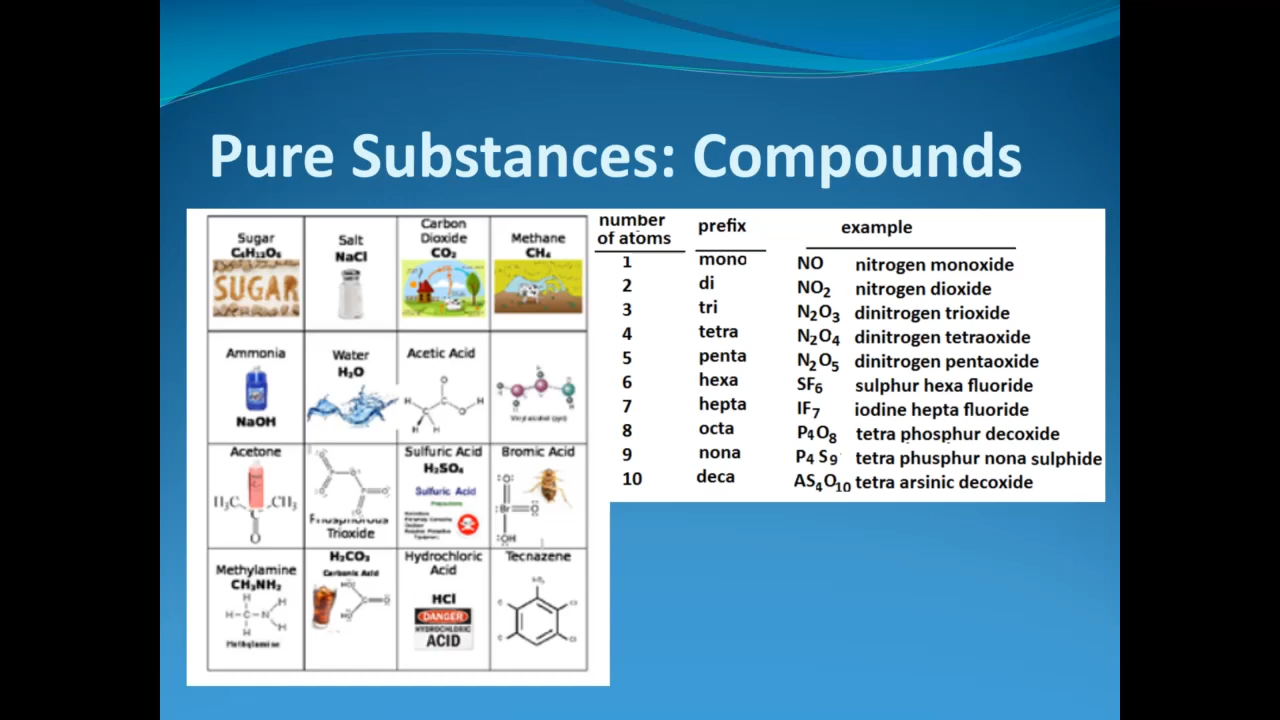 Pure Substances: Compounds
Sugar
C₆H₁₂O₆
SUGAR
Salt
NaCl
Carbon
Dioxide
CO₂
Methane
CH₄
Ammonia
NaOH
Water
H₂O
Acetic Acid
Acetone
H₃C
CH₃
O
Phosphorous
Trioxide
Sulfuric Acid
H₂SO₄
Sulfuric Acid
Bromic Acid
Methylamine
CH₃NH₂
Methylamine
H₂CO₃
Carbonic Acid
Hydrochloric
Acid
HCl
DANGER
HYDROCHLORIC
ACID
Tecnazene
number prefix example
of atoms
1 mono NO nitrogen monoxide
2 di NO₂ nitrogen dioxide
3 tri N₂O₃ dinitrogen trioxide
4 tetra N₂O₄ dinitrogen tetraoxide
5 penta N₂O₅ dinitrogen pentaoxide
6 hexa SF₆ sulphur hexa fluoride
7 hepta IF₇ iodine hepta fluoride
8 octa P₄O₈ tetra phosphur decoxide
9 nona P₄S₉ tetra phusphur nona sulphide
10 deca AS₄O₁₀ tetra arsinic decoxide